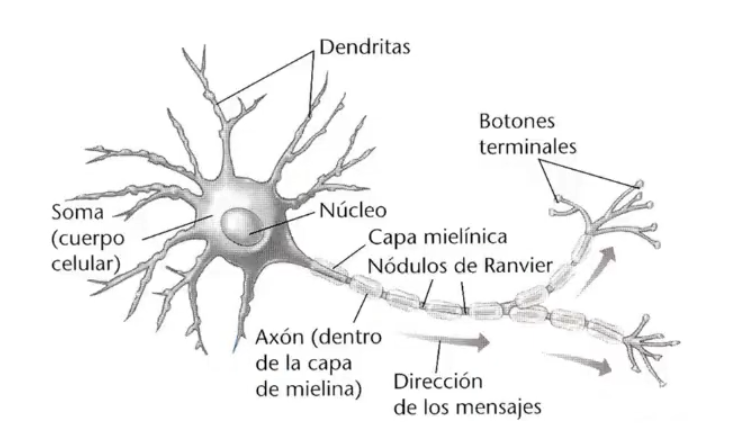 Dendritas
Botones
terminales
Soma
(cuerpo
celular)
Núcleo
Capa mielínica
Nódulos de Ranvier
Axón (dentro
de la capa
de mielina)
Dirección
de los mensajes